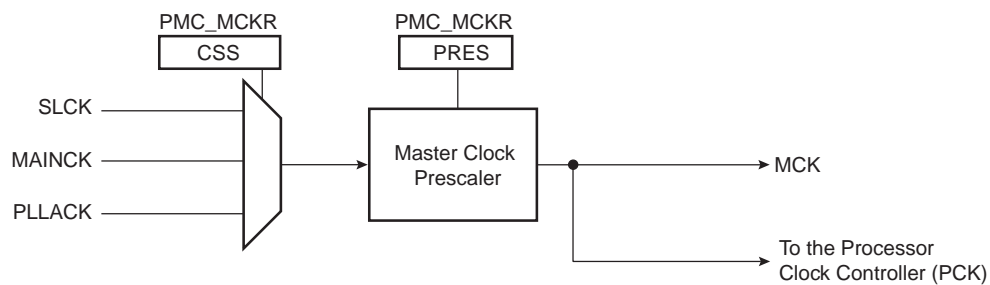 PMC_MCKR
PMC_MCKR
CSS
PRES
SLCK
MAINCK
PLLACK
Master Clock
Prescaler
MCK
To the Processor
Clock Controller (PCK)